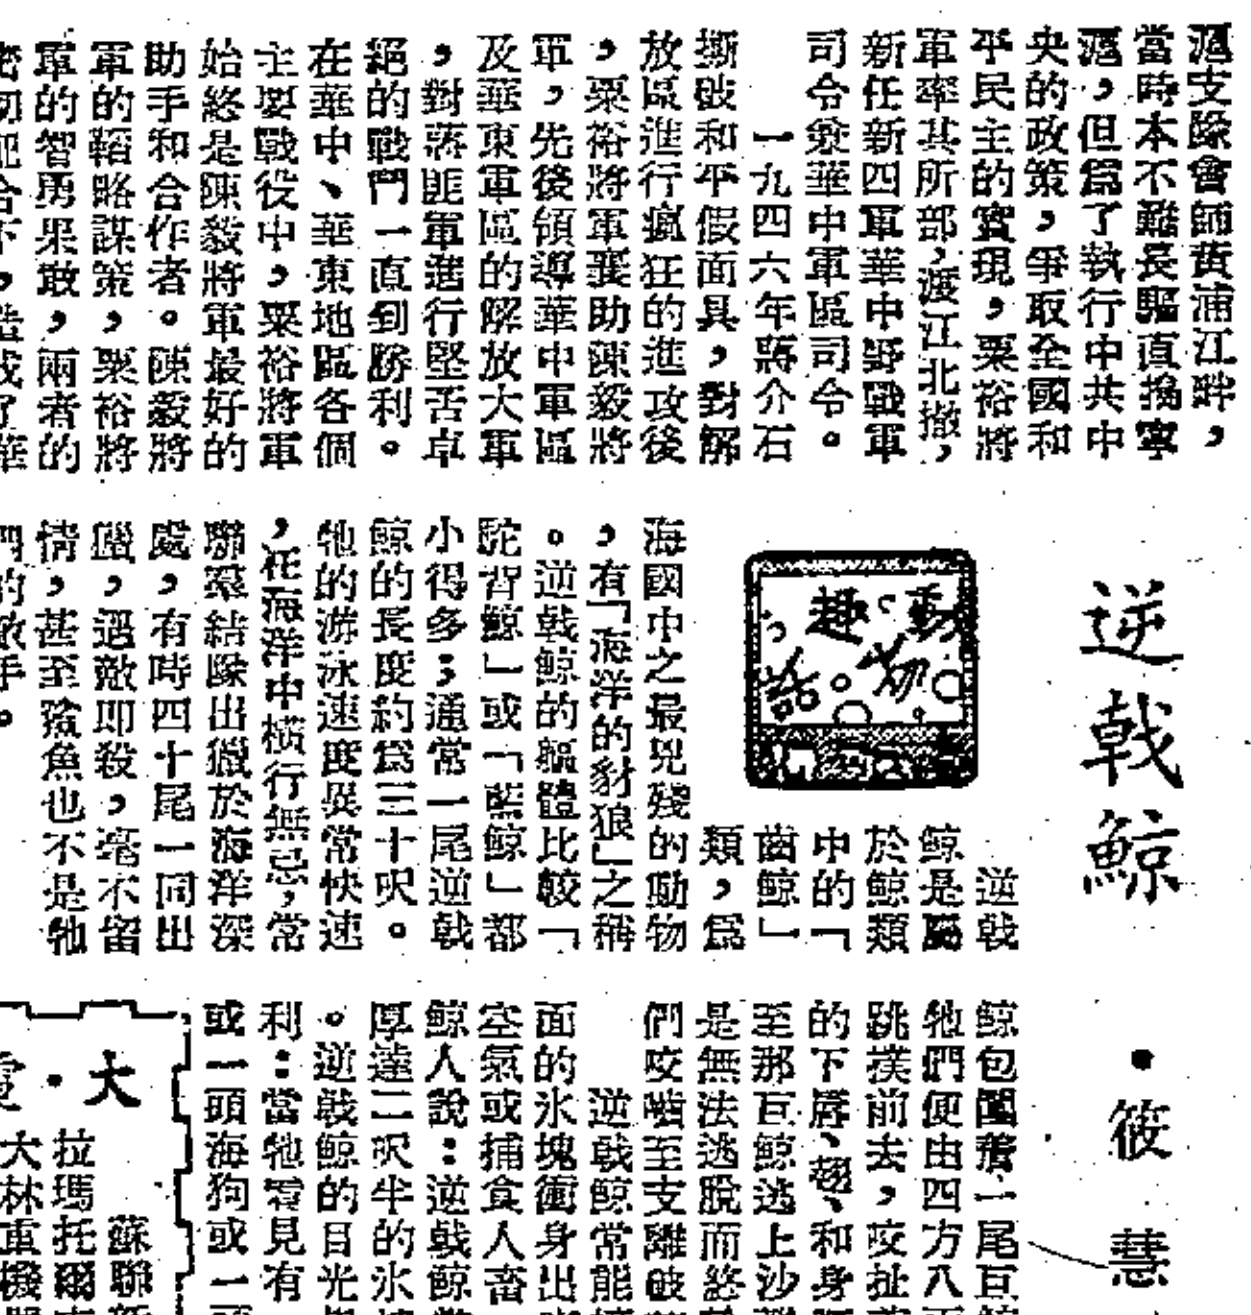 滬支隊會師黃浦江畔，
當時本不難長驅直搗寧
滬，但爲了執行中共中
央的政策，爭取全國和
平民主的實現，粟裕將
軍率其所部，渡江北撤，
新任新四軍華中野戰軍
司令兼華中軍區司令。
一九四六年蔣介石
撕破和平假面具，對解
放區進行瘋狂的進攻後
，粟裕將軍襄助陳毅將
軍，先後領導華中軍區
及華東軍區的解放大軍
，對蔣匪軍進行堅苦卓
絕的戰鬥一直到勝利。
在華中、華東地區各個
主要戰役中，粟裕將軍
始終是陳毅將軍最好的
助手和合作者。陳毅將
軍的韜略謀策，粟裕將
軍的智勇果敢，兩者的
逆戟鯨
•筱慧
動物趣話
逆戟
鯨是屬
於鯨類
中的「
齒鯨」
類，爲
海國中之最兇殘的動物
，有「海洋的豺狼」之稱
。逆戟鯨的軀體比較「
駝背鯨」或「藍鯨」都
小得多；通常一尾逆戟
鯨的長度約爲三十呎。
牠的游泳速度異常快速
，在海洋中橫行無忌，常
聯羣結隊出獵於海洋深
處，有時四十尾一同出
獵，遇敵即殺，毫不留
情，甚至鯊魚也不是牠
們的敵手。
鯨包圍着一尾巨
牠們便由四方八
跳撲前去，咬扯
的下唇、翅、和身
至那巨鯨逃上沙
是無法逃脫而終
們咬嚙至支離破
逆戟鯨常能
面的冰塊衝身出
空氣或捕食人畜
鯨人說：逆戟鯨
厚達二呎半的冰
。逆戟鯨的目光
利：當牠看見有
或一頭海狗或一
大•
蘇聯新
拉瑪托爾
大林重機